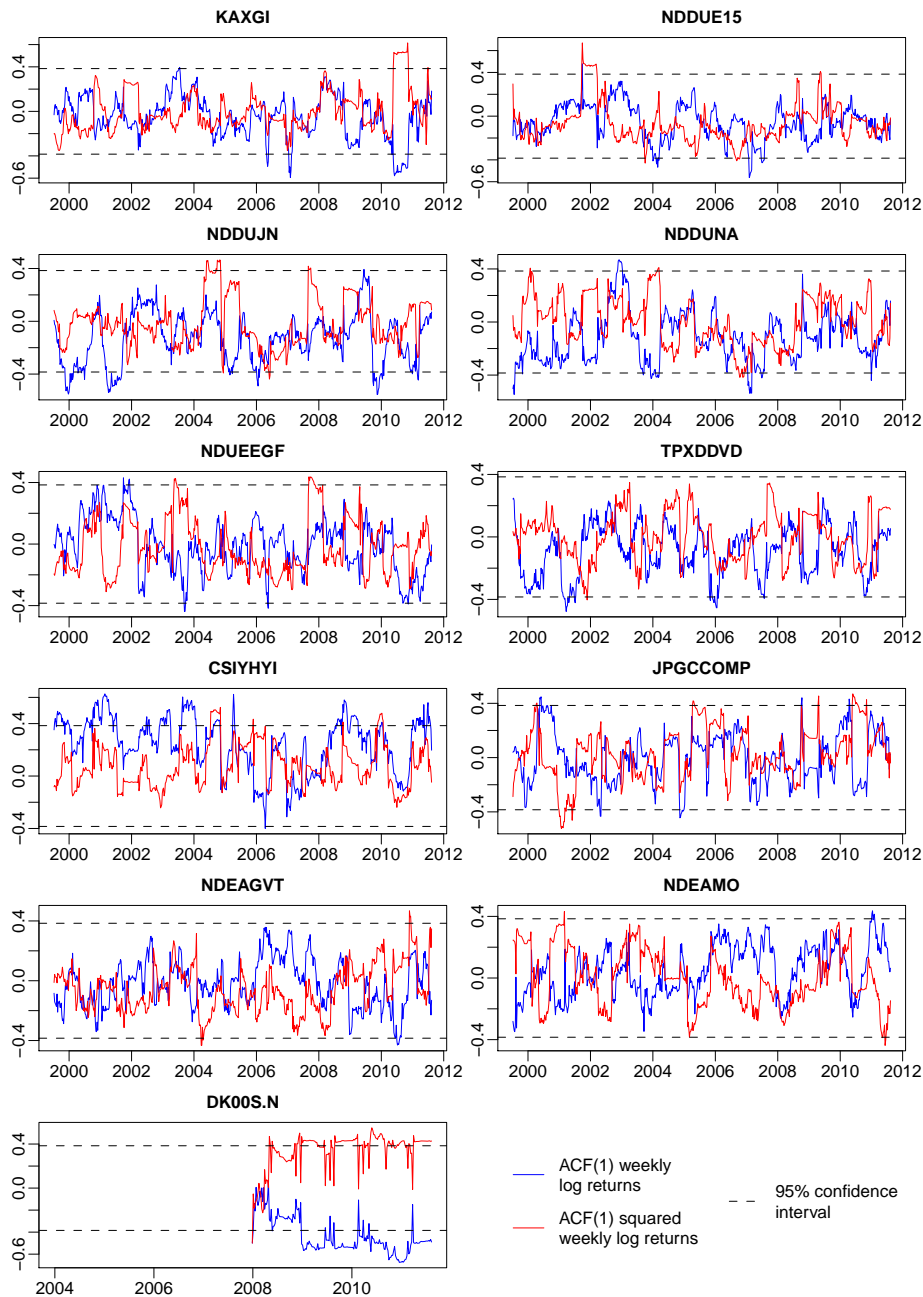 KAXGI
0.4
0.0
−0.6
2000 2002 2004 2006 2008 2010 2012
NDDUE15
0.4
0.0
−0.6
2000 2002 2004 2006 2008 2010 2012
NDDUJN
0.4
0.0
−0.4
2000 2002 2004 2006 2008 2010 2012
NDDUNA
0.4
0.0
−0.4
2000 2002 2004 2006 2008 2010 2012
NDUEEGF
0.4
0.0
−0.4
2000 2002 2004 2006 2008 2010 2012
TPXDDVD
0.4
0.0
−0.4
2000 2002 2004 2006 2008 2010 2012
CSIYHYI
0.4
0.0
−0.4
2000 2002 2004 2006 2008 2010 2012
JPGCCOMP
0.4
0.0
−0.4
2000 2002 2004 2006 2008 2010 2012
NDEAGVT
0.4
0.0
−0.4
2000 2002 2004 2006 2008 2010 2012
NDEAMO
0.4
0.0
−0.4
2000 2002 2004 2006 2008 2010 2012
DK00S.N
0.4
0.0
−0.6
2004 2006 2008 2010
ACF(1) weekly
log returns
ACF(1) squared
weekly log returns
95% confidence
interval